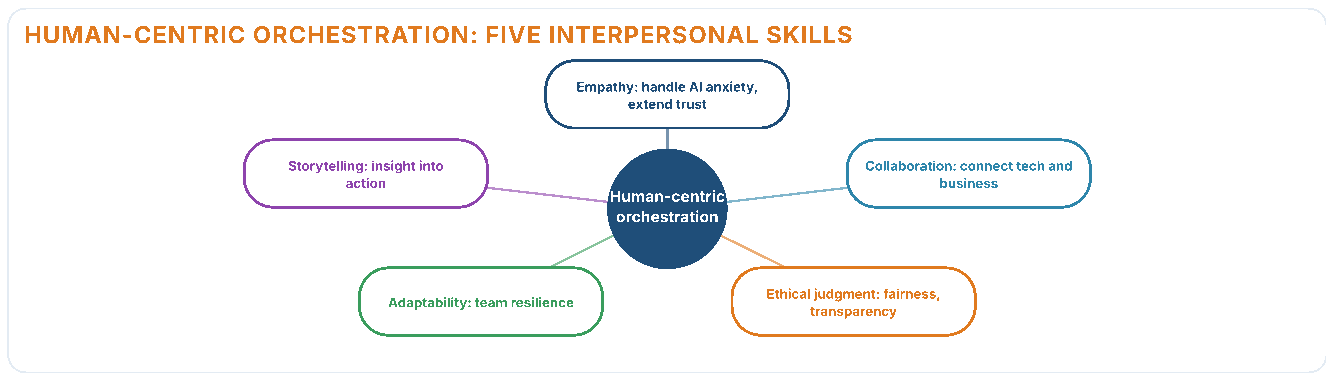 HUMAN-CENTRIC ORCHESTRATION: FIVE INTERPERSONAL SKILLS
Empathy: handle AI anxiety,
extend trust
Storytelling: insight into
action
Collaboration: connect tech and
business
Human-centric
orchestration
Adaptability: team resilience
Ethical judgment: fairness,
transparency